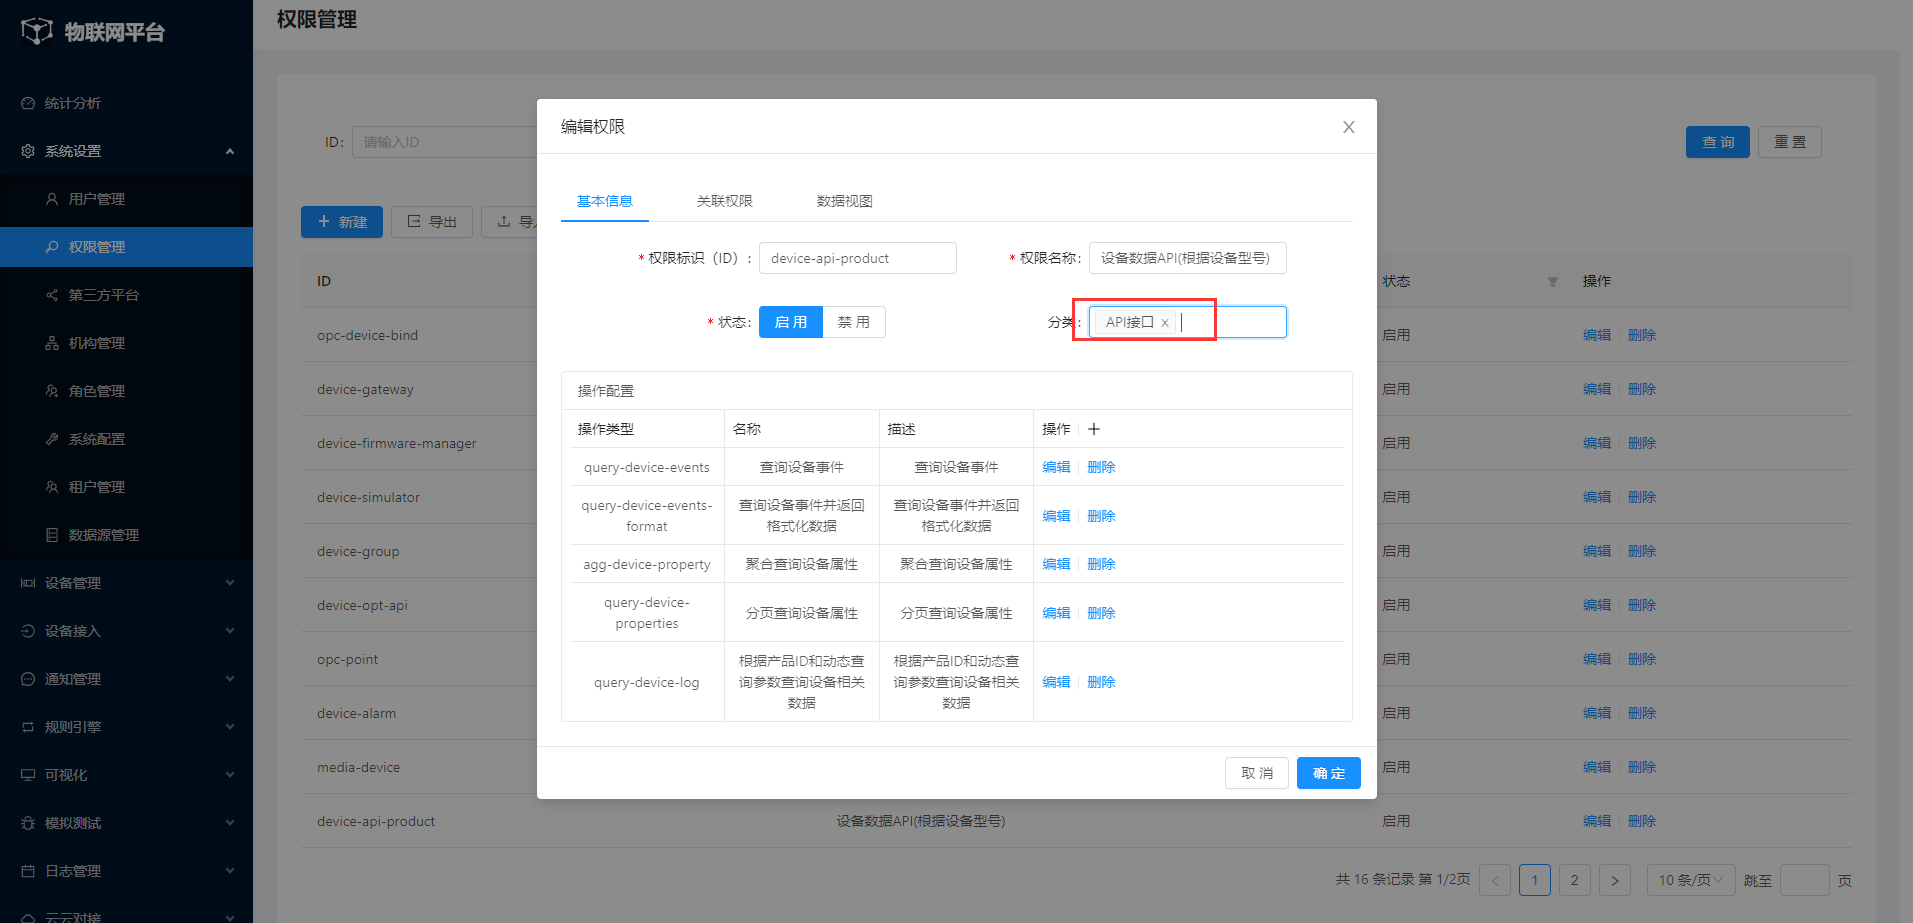 物联网平台
统计分析
系统设置
用户管理
权限管理
第三方平台
机构管理
角色管理
系统配置
租户管理
数据源管理
设备管理
设备接入
通知管理
规则引擎
可视化
模拟测试
日志管理
云云对接
权限管理
ID: 请输入ID
查 询 重 置
新建 导出
ID 状态 操作
opc-device-bind 启用 编辑 删除
device-gateway 启用 编辑 删除
device-firmware-manager 启用 编辑 删除
device-simulator 启用 编辑 删除
device-group 启用 编辑 删除
device-opt-api 启用 编辑 删除
opc-point 启用 编辑 删除
device-alarm 启用 编辑 删除
media-device 启用 编辑 删除
device-api-product 设备数据API(根据设备型号) 启用 编辑 删除
共 16 条记录 第 1/2页 < 1 2 > 10 条/页 跳至 页
编辑权限 X
基本信息 关联权限 数据视图
* 权限标识（ID）: device-api-product * 权限名称: 设备数据API(根据设备型号)
* 状态: 启 用 禁 用 分类: API接口 x
操作配置
操作类型 名称 描述 操作 +
query-device-events 查询设备事件 查询设备事件 编辑 删除
query-device-events- 查询设备事件并返回 查询设备事件并返回 编辑 删除
format 格式化数据 格式化数据
agg-device-property 聚合查询设备属性 聚合查询设备属性 编辑 删除
query-device- 分页查询设备属性 分页查询设备属性 编辑 删除
properties
根据产品ID和动态查 根据产品ID和动态查
query-device-log 询参数查询设备相关 询参数查询设备相关 编辑 删除
数据 数据
取 消 确 定